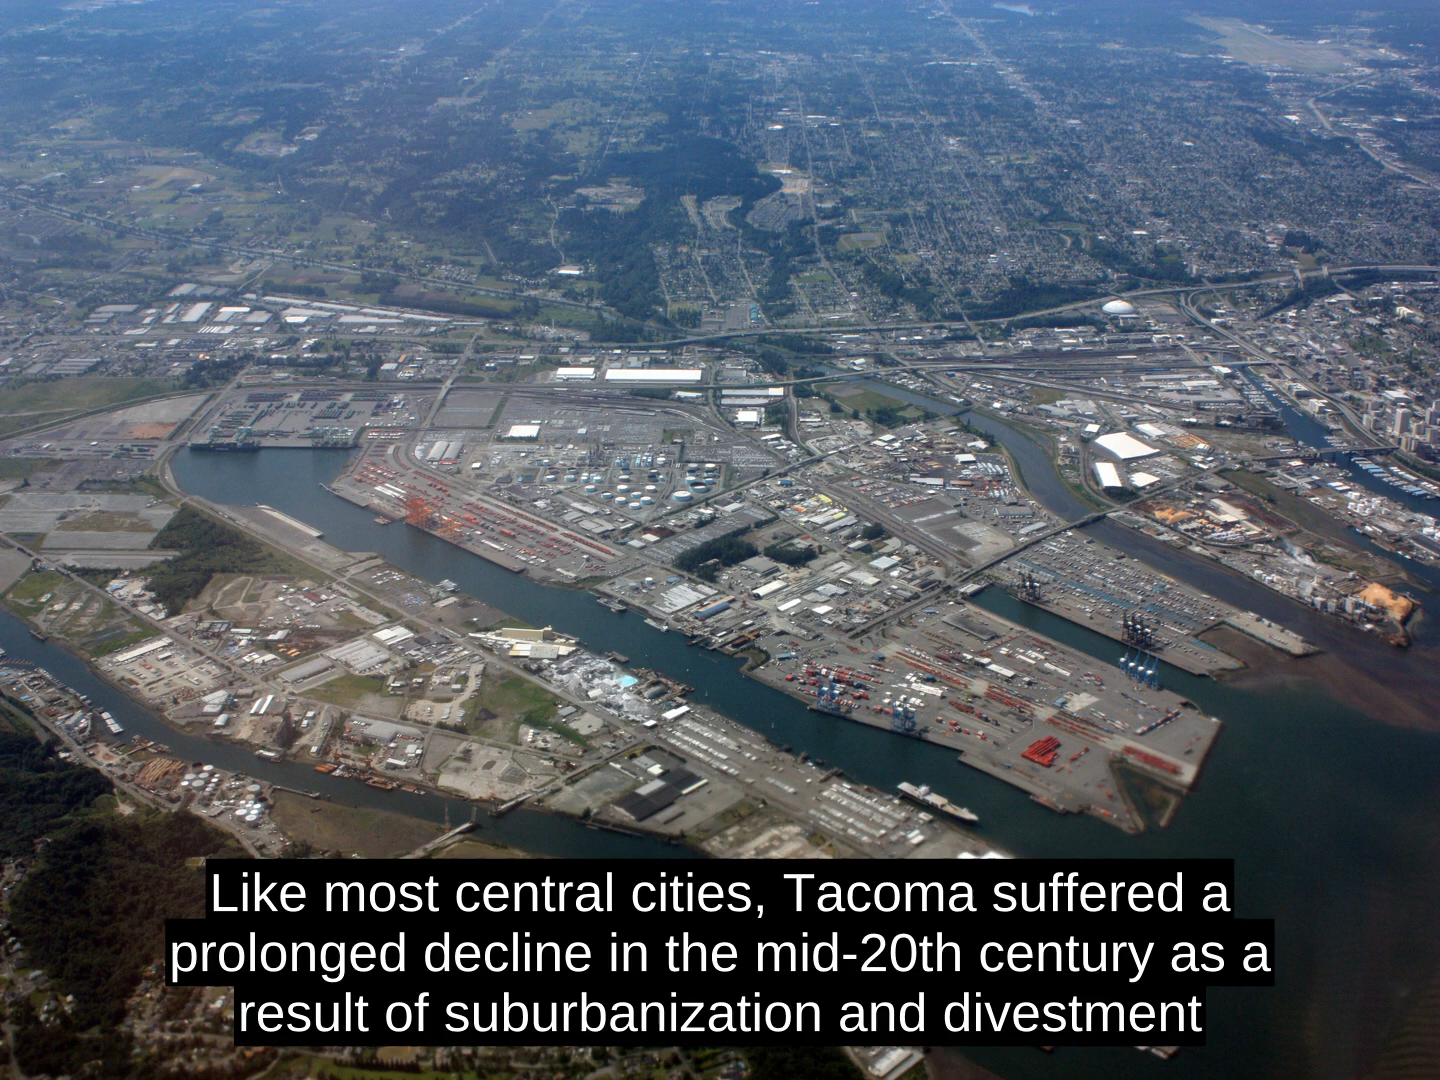 Like most central cities, Tacoma suffered a
prolonged decline in the mid-20th century as a
result of suburbanization and divestment